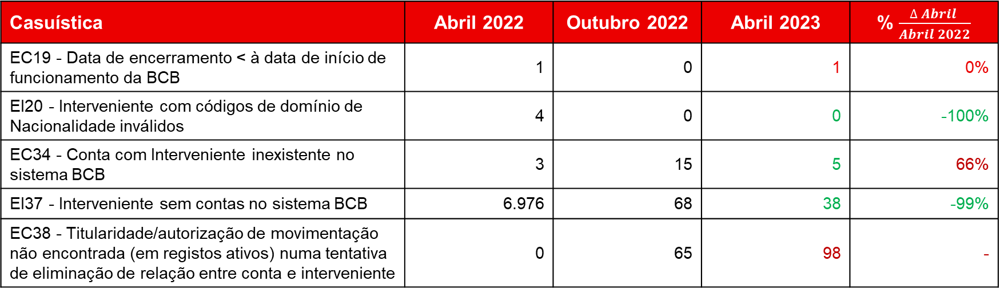 Casuística Abril 2022 Outubro 2022 Abril 2023 % Δ Abril / Abril 2022
EC19 - Data de encerramento < à data de início de
funcionamento da BCB 1 0 1 0%
EI20 - Interveniente com códigos de domínio de
Nacionalidade inválidos 4 0 0 -100%
EC34 - Conta com Interveniente inexistente no
sistema BCB 3 15 5 66%
EI37 - Interveniente sem contas no sistema BCB 6.976 68 38 -99%
EC38 - Titularidade/autorização de movimentação
não encontrada (em registos ativos) numa tentativa 0 65 98 -
de eliminação de relação entre conta e interveniente